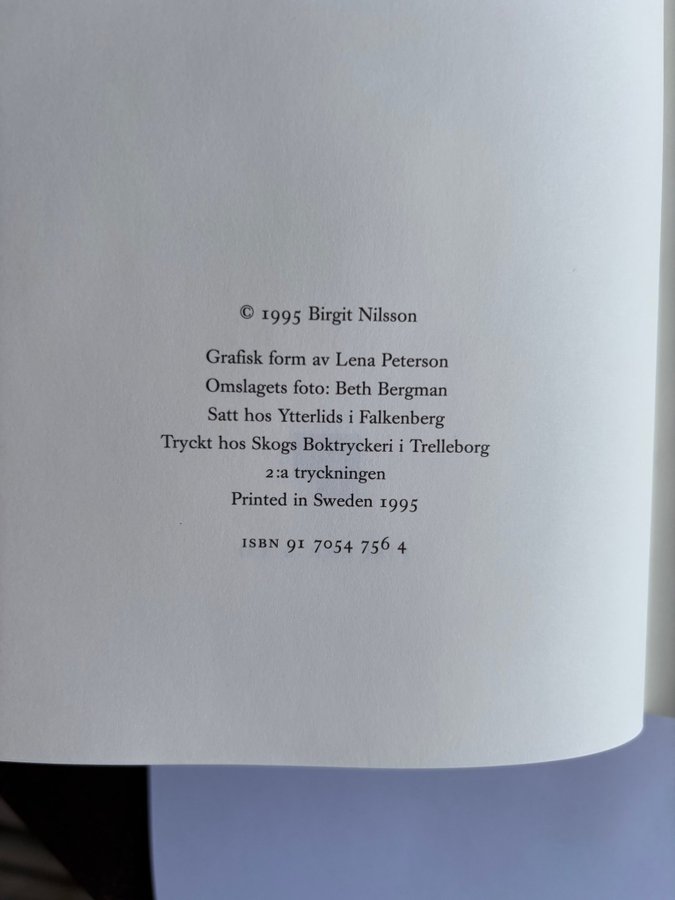 © 1995 Birgit Nilsson
Grafisk form av Lena Peterson
Omslagets foto: Beth Bergman
Satt hos Ytterlids i Falkenberg
Tryckt hos Skogs Boktryckeri i Trelleborg
2:a tryckningen
Printed in Sweden 1995
ISBN 91 7054 756 4